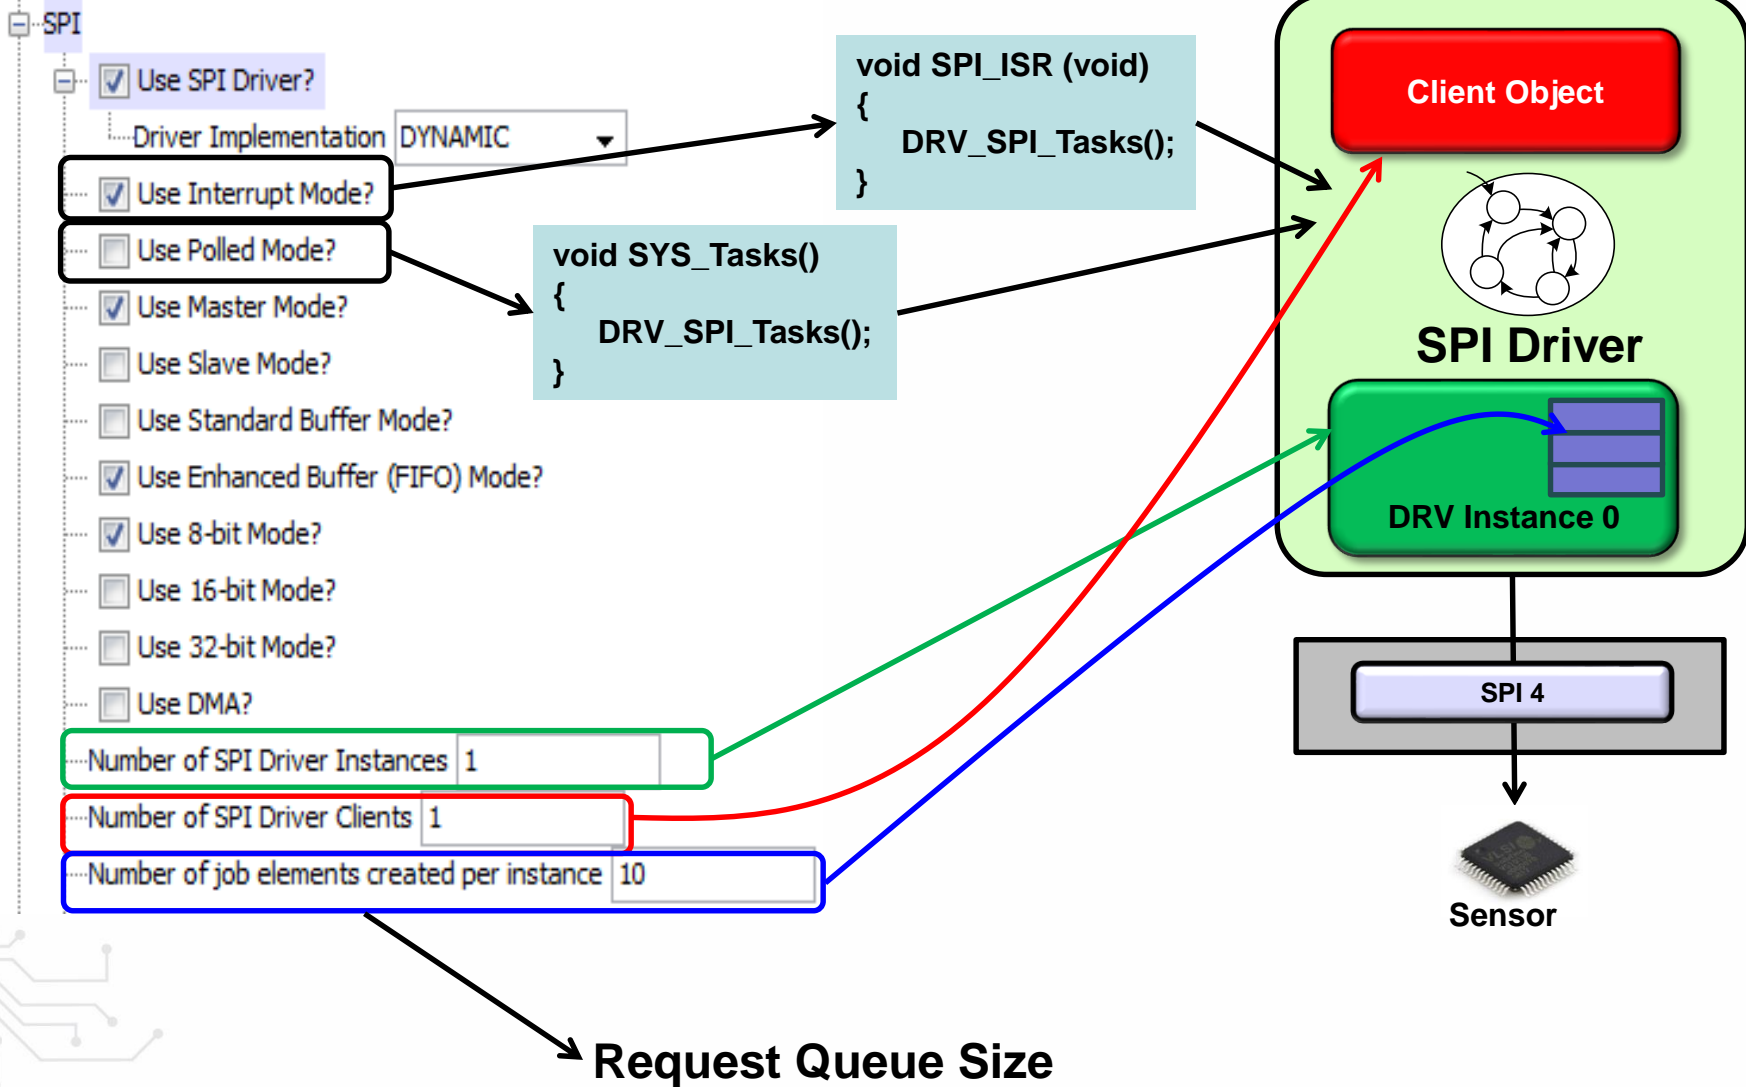 SPI
Use SPI Driver?
Driver Implementation DYNAMIC
Use Interrupt Mode?
Use Polled Mode?
Use Master Mode?
Use Slave Mode?
Use Standard Buffer Mode?
Use Enhanced Buffer (FIFO) Mode?
Use 8-bit Mode?
Use 16-bit Mode?
Use 32-bit Mode?
Use DMA?
Number of SPI Driver Instances 1
Number of SPI Driver Clients 1
Number of job elements created per instance 10
void SPI_ISR (void)
{
DRV_SPI_Tasks();
}
void SYS_Tasks()
{
DRV_SPI_Tasks();
}
Client Object
SPI Driver
DRV Instance 0
SPI 4
VLSI
Sensor
Request Queue Size